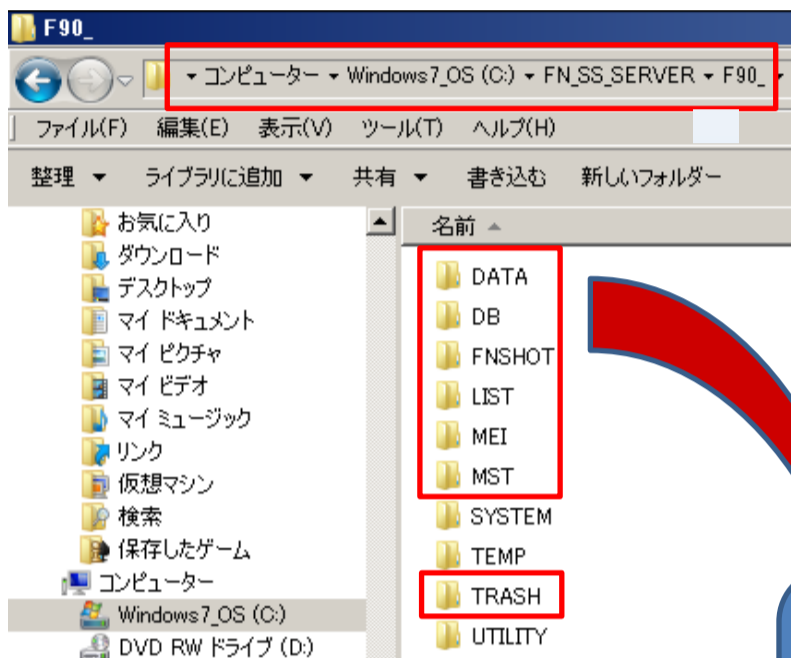 F90_
コンピューター Windows7_OS (C:) FN_SS_SERVER F90_
ファイル(F) 編集(E) 表示(V) ツール(T) ヘルプ(H)
整理 ライブラリに追加 共有 書き込む 新しいフォルダー
お気に入り
ダウンロード
デスクトップ
マイ ドキュメント
マイ ピクチャ
マイ ビデオ
マイ ミュージック
リンク
仮想マシン
検索
保存したゲーム
コンピューター
Windows7_OS (C:)
DVD RW ドライブ (D:)
名前
DATA
DB
FNSHOT
LIST
MEI
MST
SYSTEM
TEMP
TRASH
UTILITY